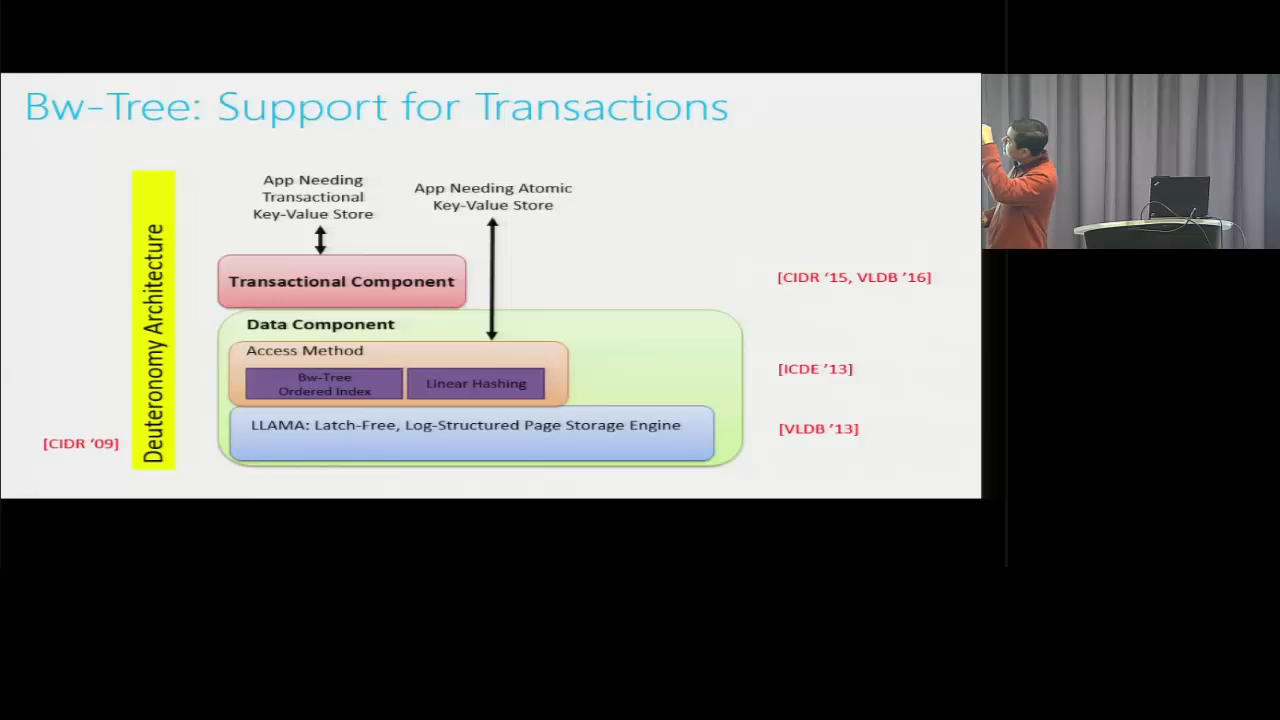 Bw-Tree: Support for Transactions
Deuteronomy Architecture
App Needing
Transactional
Key-Value Store
App Needing Atomic
Key-Value Store
Transactional Component
[CIDR ‘15, VLDB ’16]
Data Component
Access Method
Bw-Tree
Ordered Index
Linear Hashing
[ICDE ’13]
LLAMA: Latch-Free, Log-Structured Page Storage Engine
[VLDB ’13]
[CIDR ‘09]